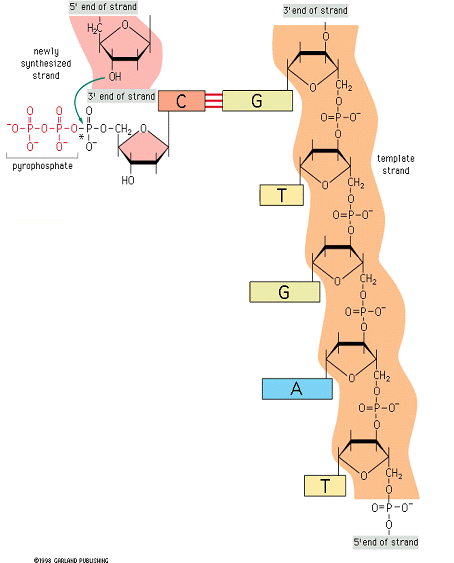 5' end of strand
H₂C
O
newly
synthesized
strand
OH
3' end of strand
O O O
⁻O-P-O-P-O-P-O-CH₂
O⁻ O⁻ * O⁻
O
pyrophosphate
HO
C
G
3' end of strand
O
O
CH₂
O
O=P-O⁻
O
template
strand
T
O
CH₂
O
O=P-O⁻
O
G
O
CH₂
O
O=P-O⁻
O
A
O
CH₂
O
O=P-O⁻
O
T
O
CH₂
O
O=P-O⁻
O
5'end of strand
©1998 GARLAND PUBLISHING